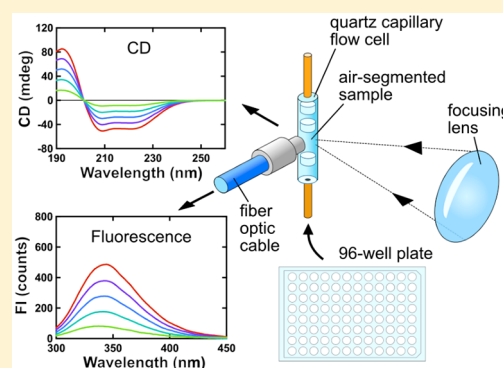 CD
CD (mdeg)
80
40
0
-40
-80
190
210
230
250
Wavelength (nm)
quartz capillary
flow cell
air-segmented
sample
focusing
lens
fiber
optic
cable
Fluorescence
FI (counts)
800
600
400
200
0
300
350
400
450
Wavelength (nm)
96-well plate